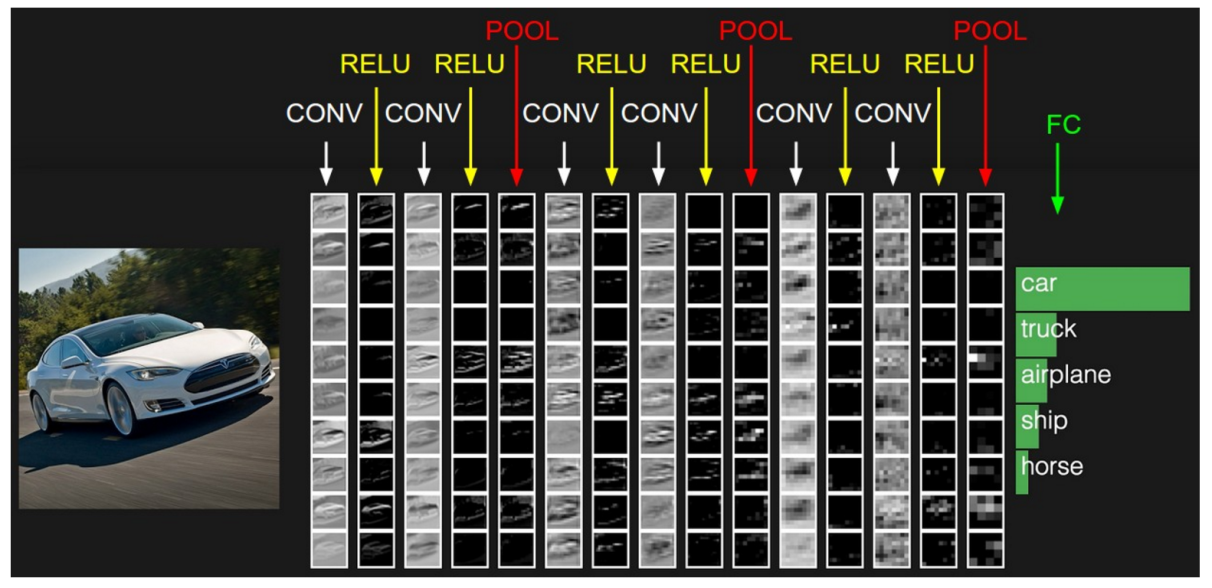 POOL POOL POOL
RELU RELU RELU RELU RELU RELU
CONV CONV CONV CONV CONV CONV
FC
car
truck
airplane
ship
horse